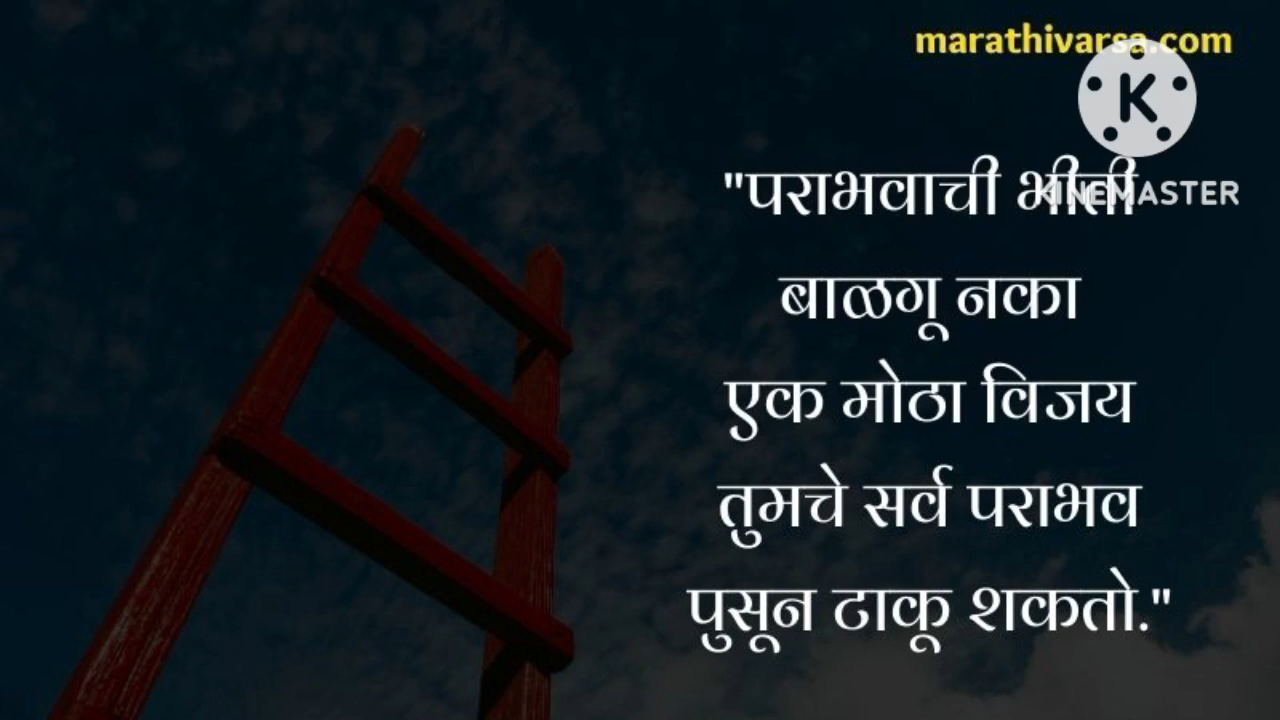 marathivarsa.com
"पराभवाची भीती
KINEMASTER
बाळगू नका
एक मोठा विजय
तुमचे सर्व पराभव
पुसून टाकू शकतो."